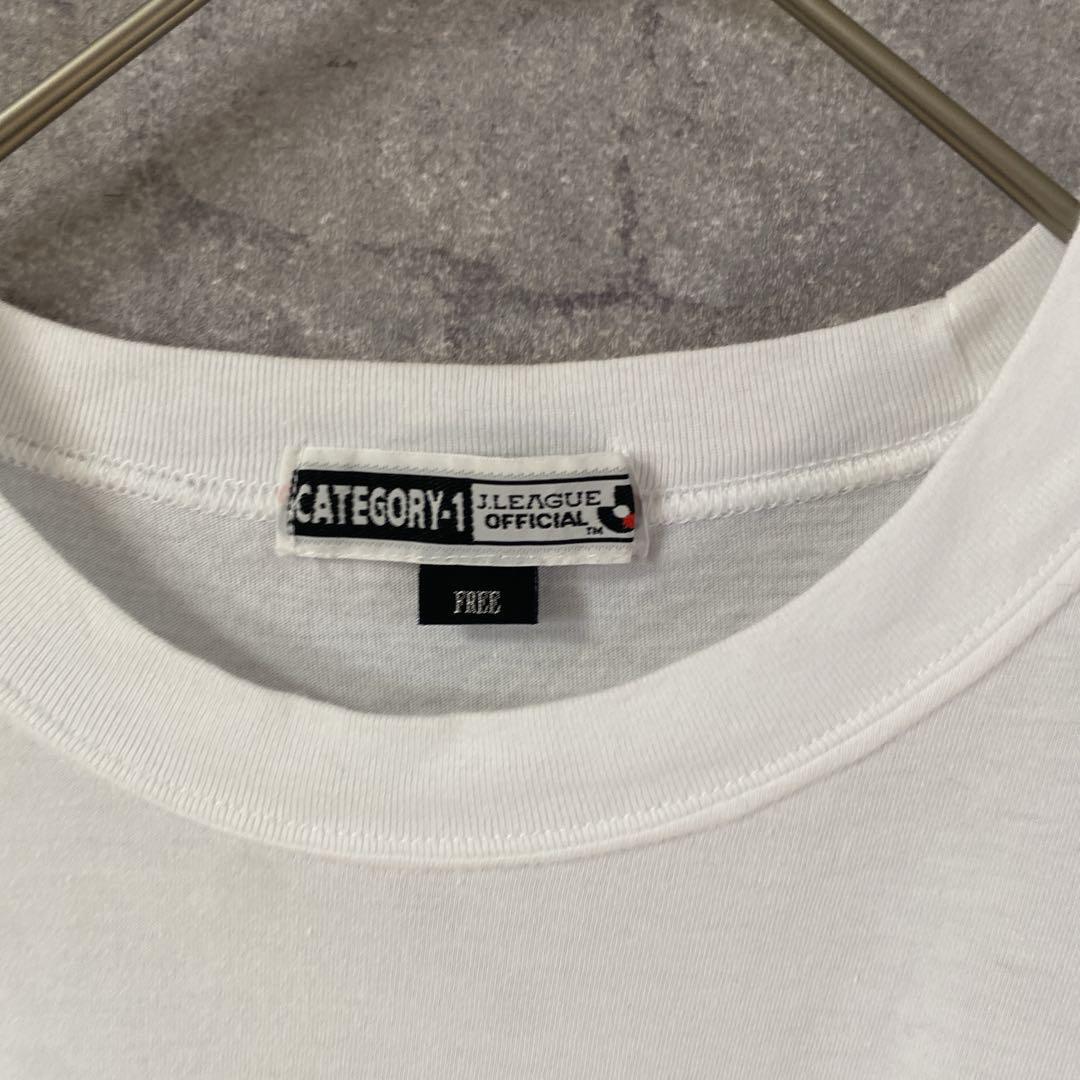 CATEGORY-1
J.LEAGUE
OFFICIAL
TM
FREE